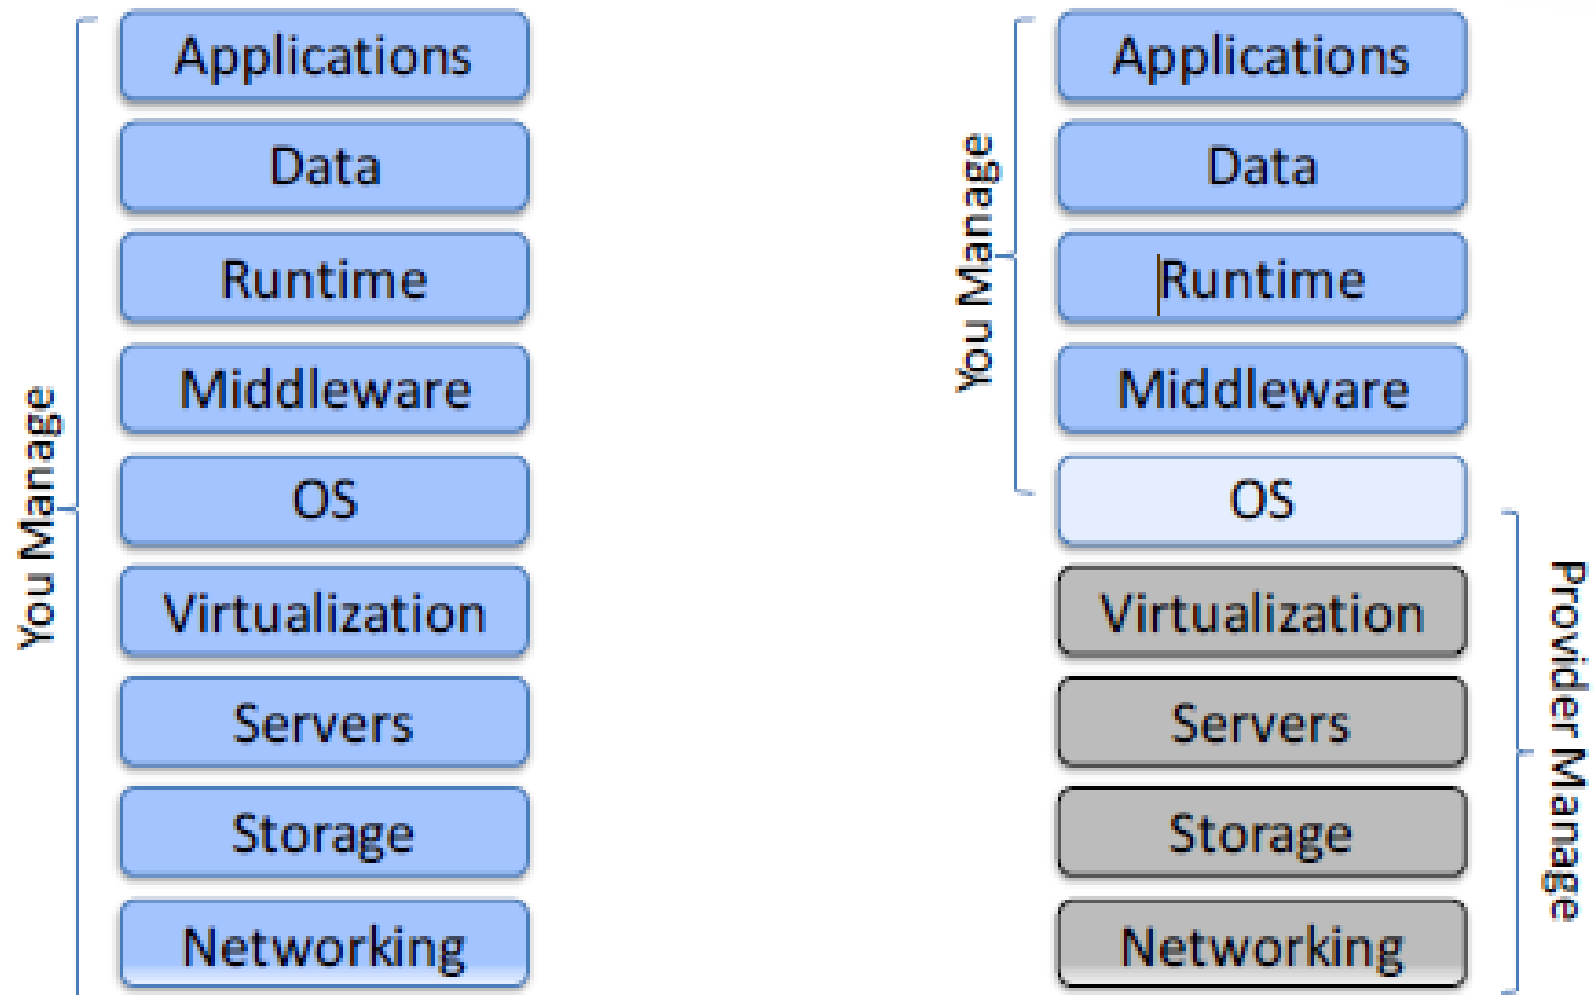 You Manage
Applications
Data
Runtime
Middleware
OS
Virtualization
Servers
Storage
Networking
You Manage
Applications
Data
Runtime
Middleware
OS
Virtualization
Servers
Storage
Networking
Provider Manage